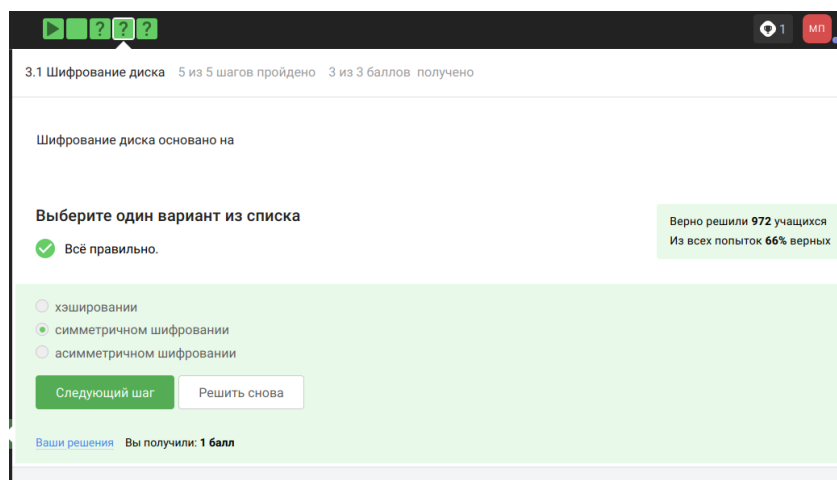 ? ? ?
1
МП
3.1 Шифрование диска 5 из 5 шагов пройдено 3 из 3 баллов получено
Шифрование диска основано на
Выберите один вариант из списка
Верно решили 972 учащихся
Из всех попыток 66% верных
Всё правильно.
хэшировании
симметричном шифровании
асимметричном шифровании
Следующий шаг Решить снова
Ваши решения Вы получили: 1 балл